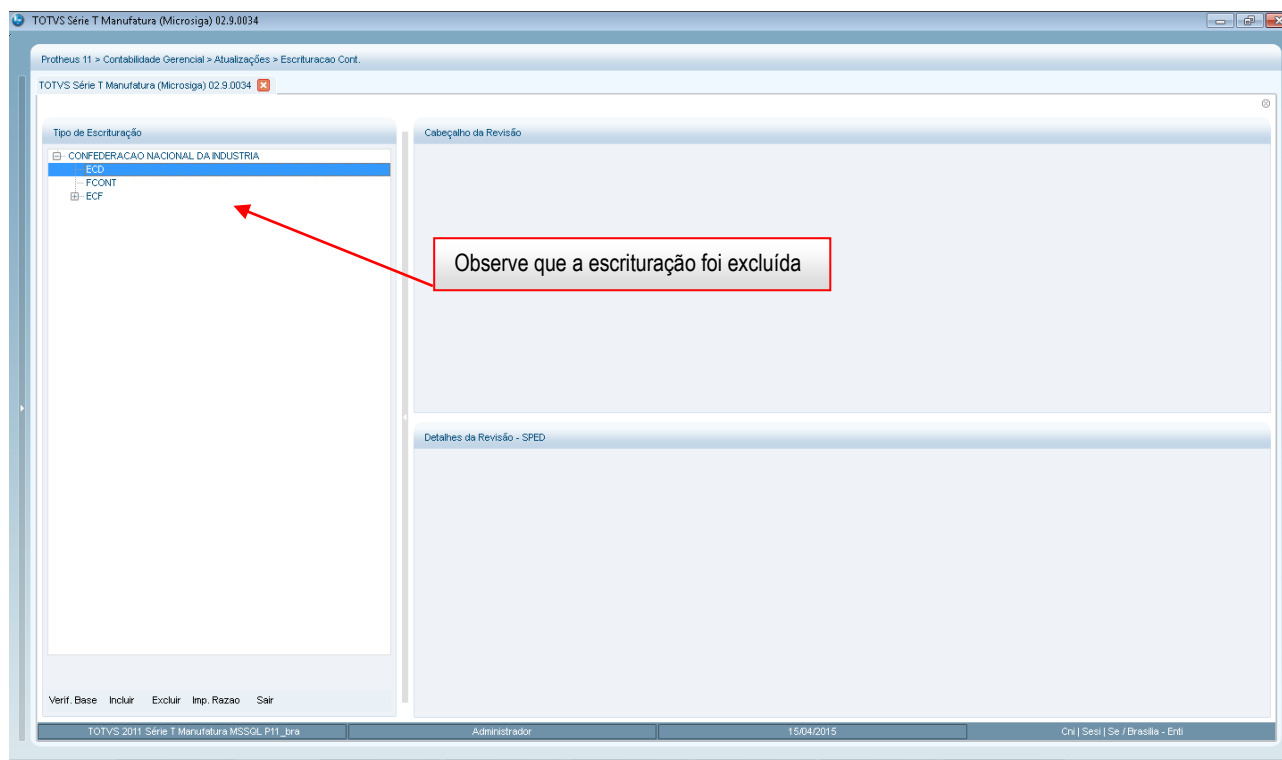 TOTVS Série T Manufatura (Microsiga) 02.9.0034
Protheus 11 > Contabilidade Gerencial > Atualizações > Escrituracao Cont.
TOTVS Série T Manufatura (Microsiga) 02.9.0034
Tipo de Escrituração
CONFEDERACAO NACIONAL DA INDUSTRIA
ECD
FCONT
ECF
Cabeçalho da Revisão
Observe que a escrituração foi excluída
Detalhes da Revisão - SPED
Verif. Base Incluir Excluir Imp. Razao Sair
TOTVS 2011 Série T Manufatura MSSQL P11_bra Administrador 15/04/2015 Cni | Sesi | Se / Brasilia - Enti